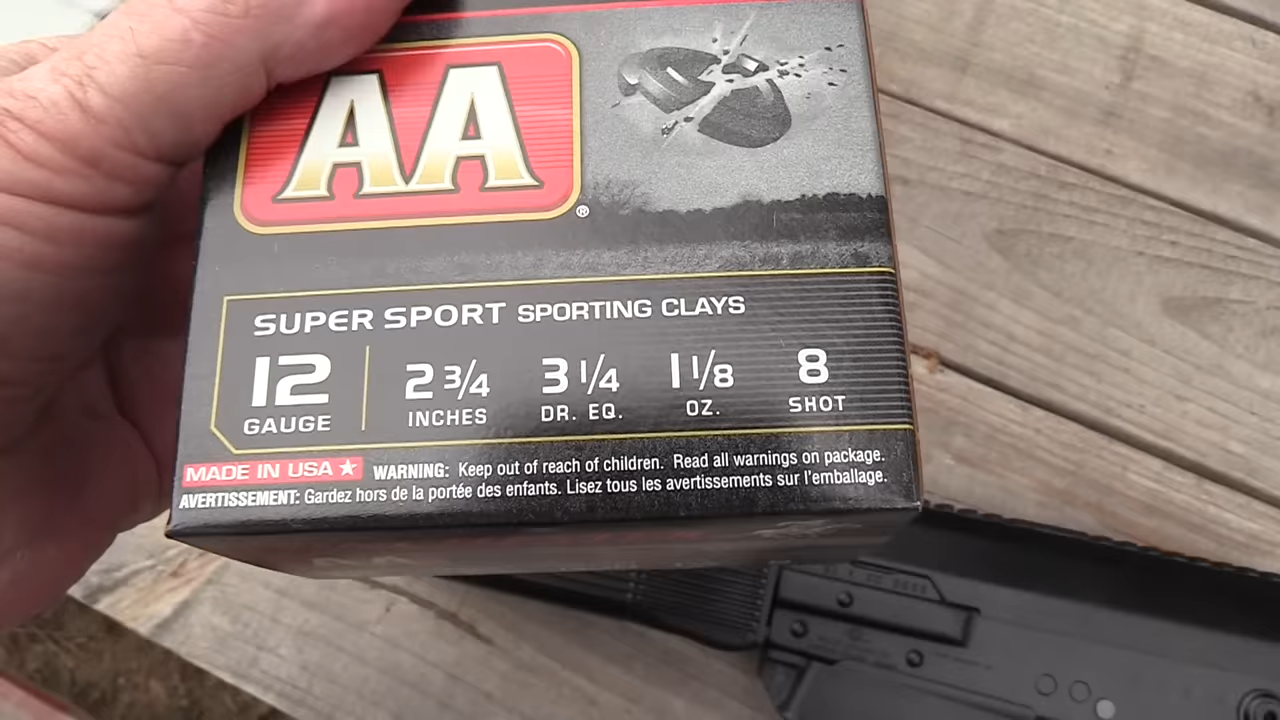 AA
®
SUPER SPORT SPORTING CLAYS
12 2 3/4 3 1/4 1 1/8 8
GAUGE INCHES DR. EQ. OZ. SHOT
MADE IN USA WARNING: Keep out of reach of children. Read all warnings on package.
AVERTISSEMENT: Gardez hors de la portée des enfants. Lisez tous les avertissements sur l'emballage.